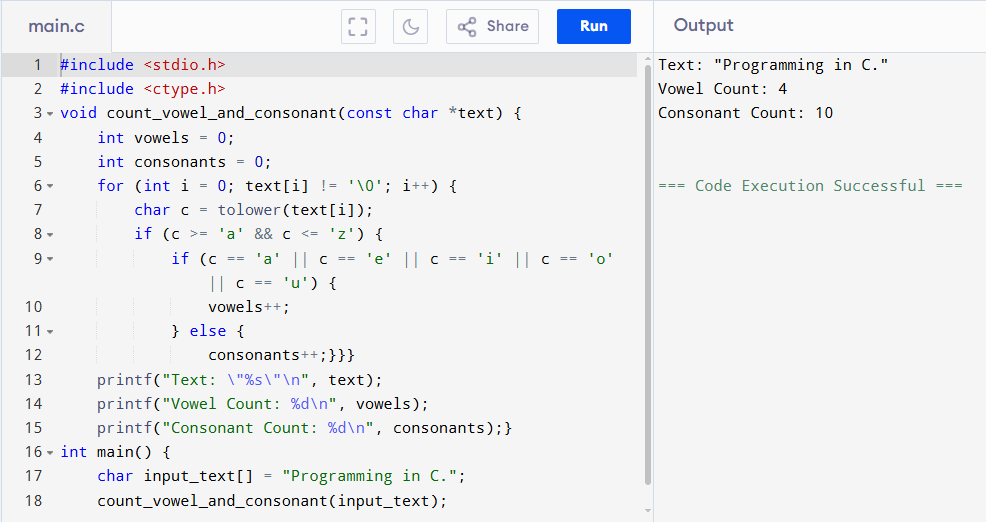 main.c
Share
Run
Output
1 #include <stdio.h>
2 #include <ctype.h>
3 void count_vowel_and_consonant(const char *text) {
4     int vowels = 0;
5     int consonants = 0;
6     for (int i = 0; text[i] != '\0'; i++) {
7         char c = tolower(text[i]);
8         if (c >= 'a' && c <= 'z') {
9             if (c == 'a' || c == 'e' || c == 'i' || c == 'o'
                || c == 'u') {
10                vowels++;
11            } else {
12                consonants++;}}}
13    printf("Text: \"%s\"\n", text);
14    printf("Vowel Count: %d\n", vowels);
15    printf("Consonant Count: %d\n", consonants);}
16 int main() {
17    char input_text[] = "Programming in C.";
18    count_vowel_and_consonant(input_text);
Text: "Programming in C."
Vowel Count: 4
Consonant Count: 10
=== Code Execution Successful ===